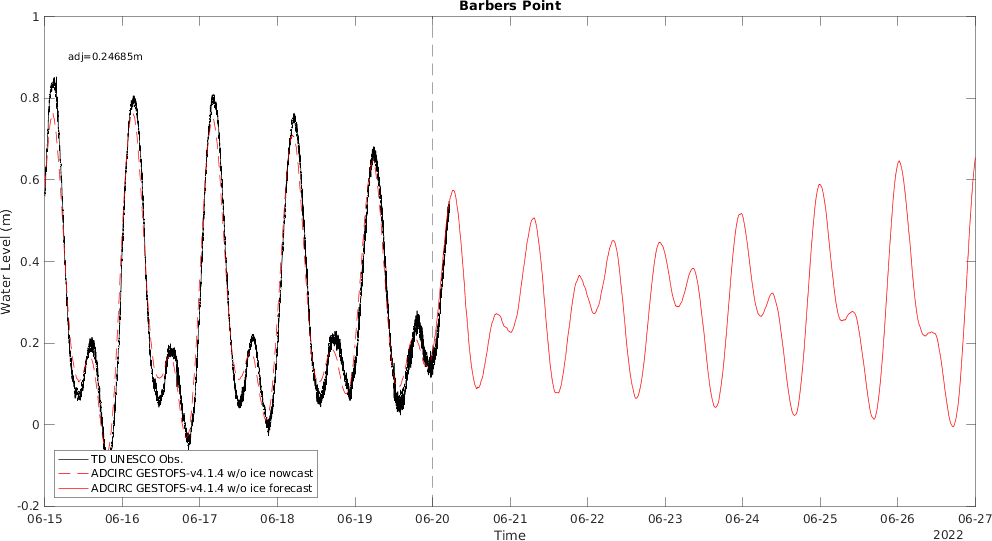 Barbers Point
adj=0.24685m
Water Level (m)
1
0.8
0.6
0.4
0.2
0
-0.2
TD UNESCO Obs.
ADCIRC GESTOFS-v4.1.4 w/o ice nowcast
ADCIRC GESTOFS-v4.1.4 w/o ice forecast
06-15 06-16 06-17 06-18 06-19 06-20 06-21 06-22 06-23 06-24 06-25 06-26 06-27
Time
2022